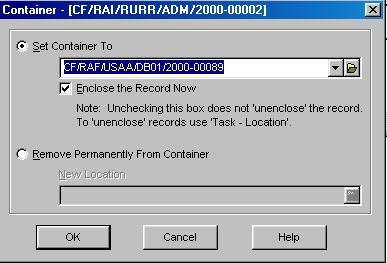 Container - [CF/RAI/RURR/ADM/2000-00002]
Set Container To
CF/RAF/USAA/DB01/2000-00089
Enclose the Record Now
Note: Unchecking this box does not 'unenclose' the record.
To 'unenclose' records use 'Task - Location'.
Remove Permanently From Container
New Location
OK Cancel Help